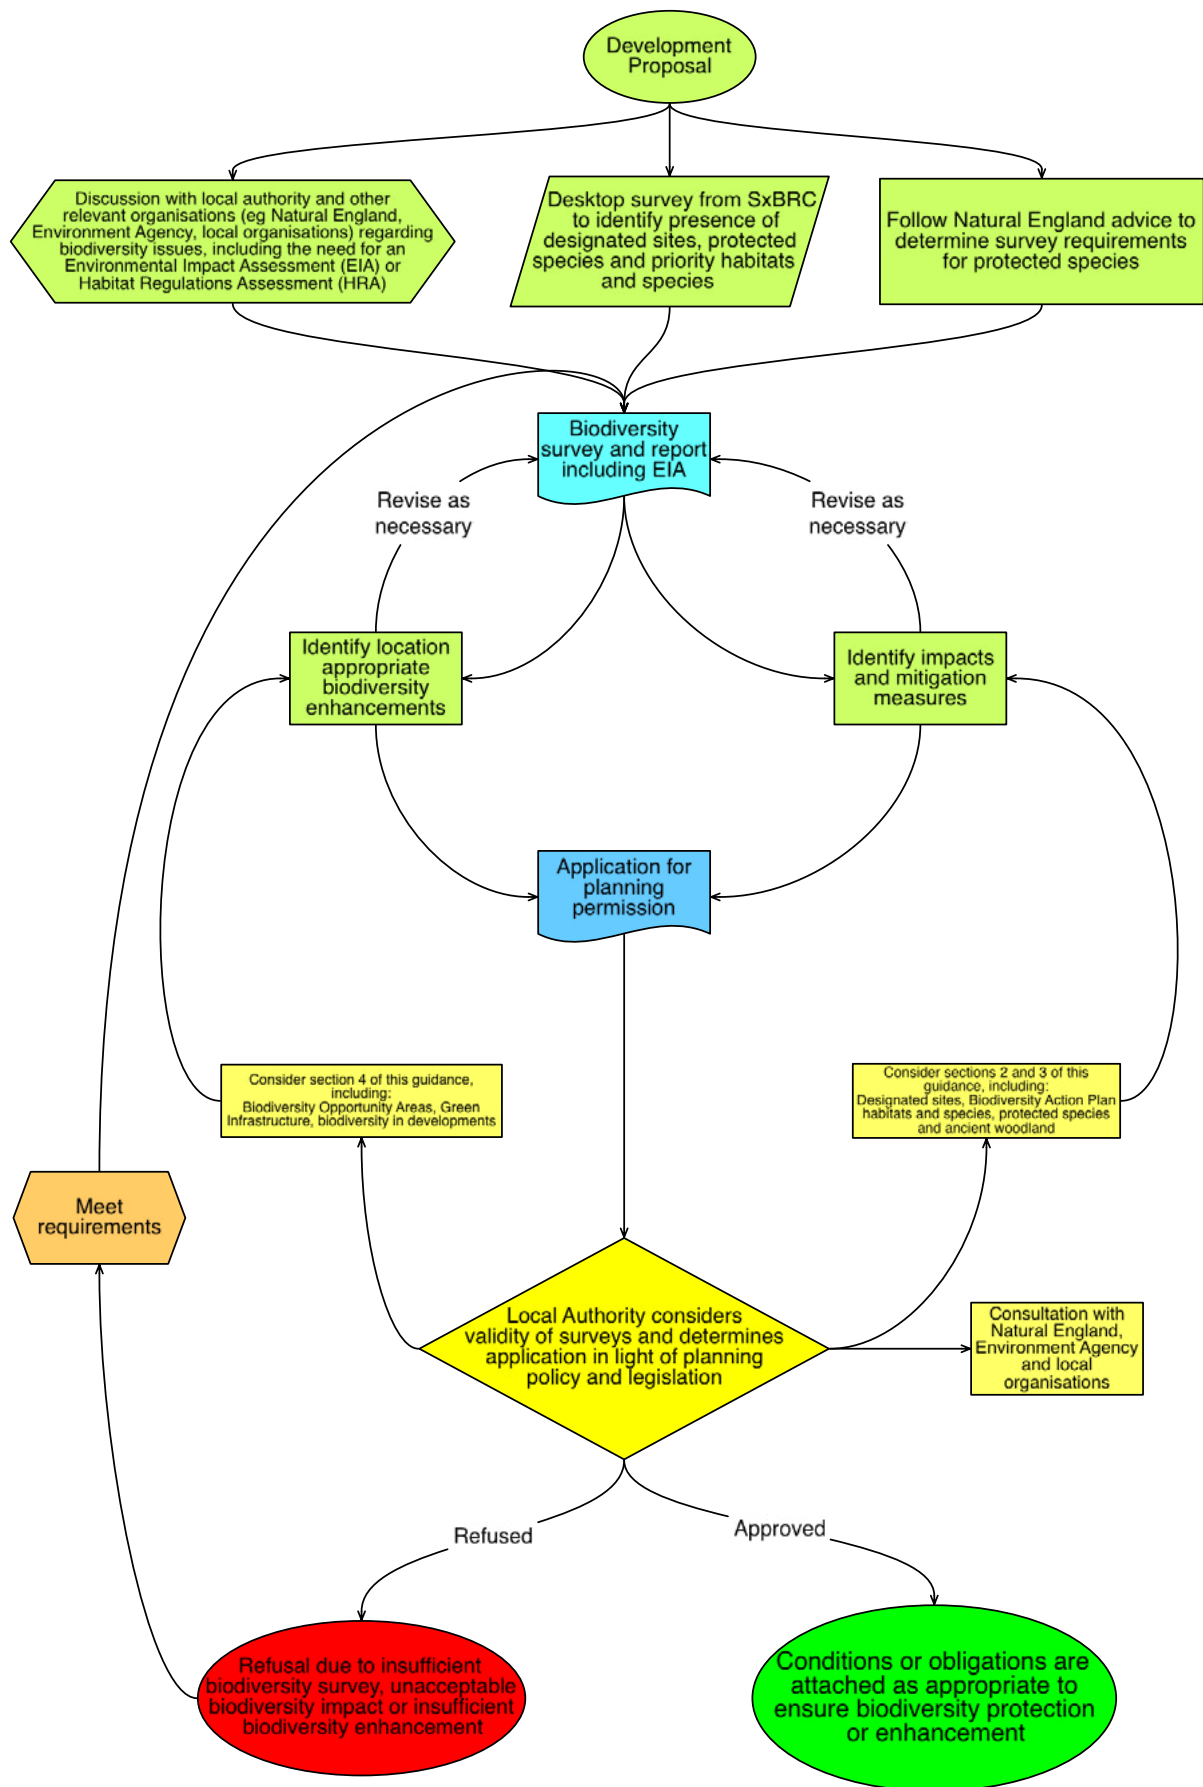 Development
Proposal
Discussion with local authority and other
relevant organisations (eg Natural England,
Environment Agency, local organisations) regarding
biodiversity issues, including the need for an
Environmental Impact Assessment (EIA) or
Habitat Regulations Assessment (HRA)
Desktop survey from SxBRC
to identify presence of
designated sites, protected
species and priority habitats
and species
Follow Natural England advice to
determine survey requirements
for protected species
Biodiversity
survey and report
including EIA
Revise as
necessary
Revise as
necessary
Identify location
appropriate
biodiversity
enhancements
Identify impacts
and mitigation
measures
Application for
planning
permission
Consider section 4 of this guidance,
including:
Biodiversity Opportunity Areas, Green
Infrastructure, biodiversity in developments
Consider sections 2 and 3 of this
guidance, including:
Designated sites, Biodiversity Action Plan
habitats and species, protected species
and ancient woodland
Meet
requirements
Local Authority considers
validity of surveys and determines
application in light of planning
policy and legislation
Consultation with
Natural England,
Environment Agency
and local
organisations
Refused
Approved
Refusal due to insufficient
biodiversity survey, unacceptable
biodiversity impact or insufficient
biodiversity enhancement
Conditions or obligations are
attached as appropriate to
ensure biodiversity protection
or enhancement